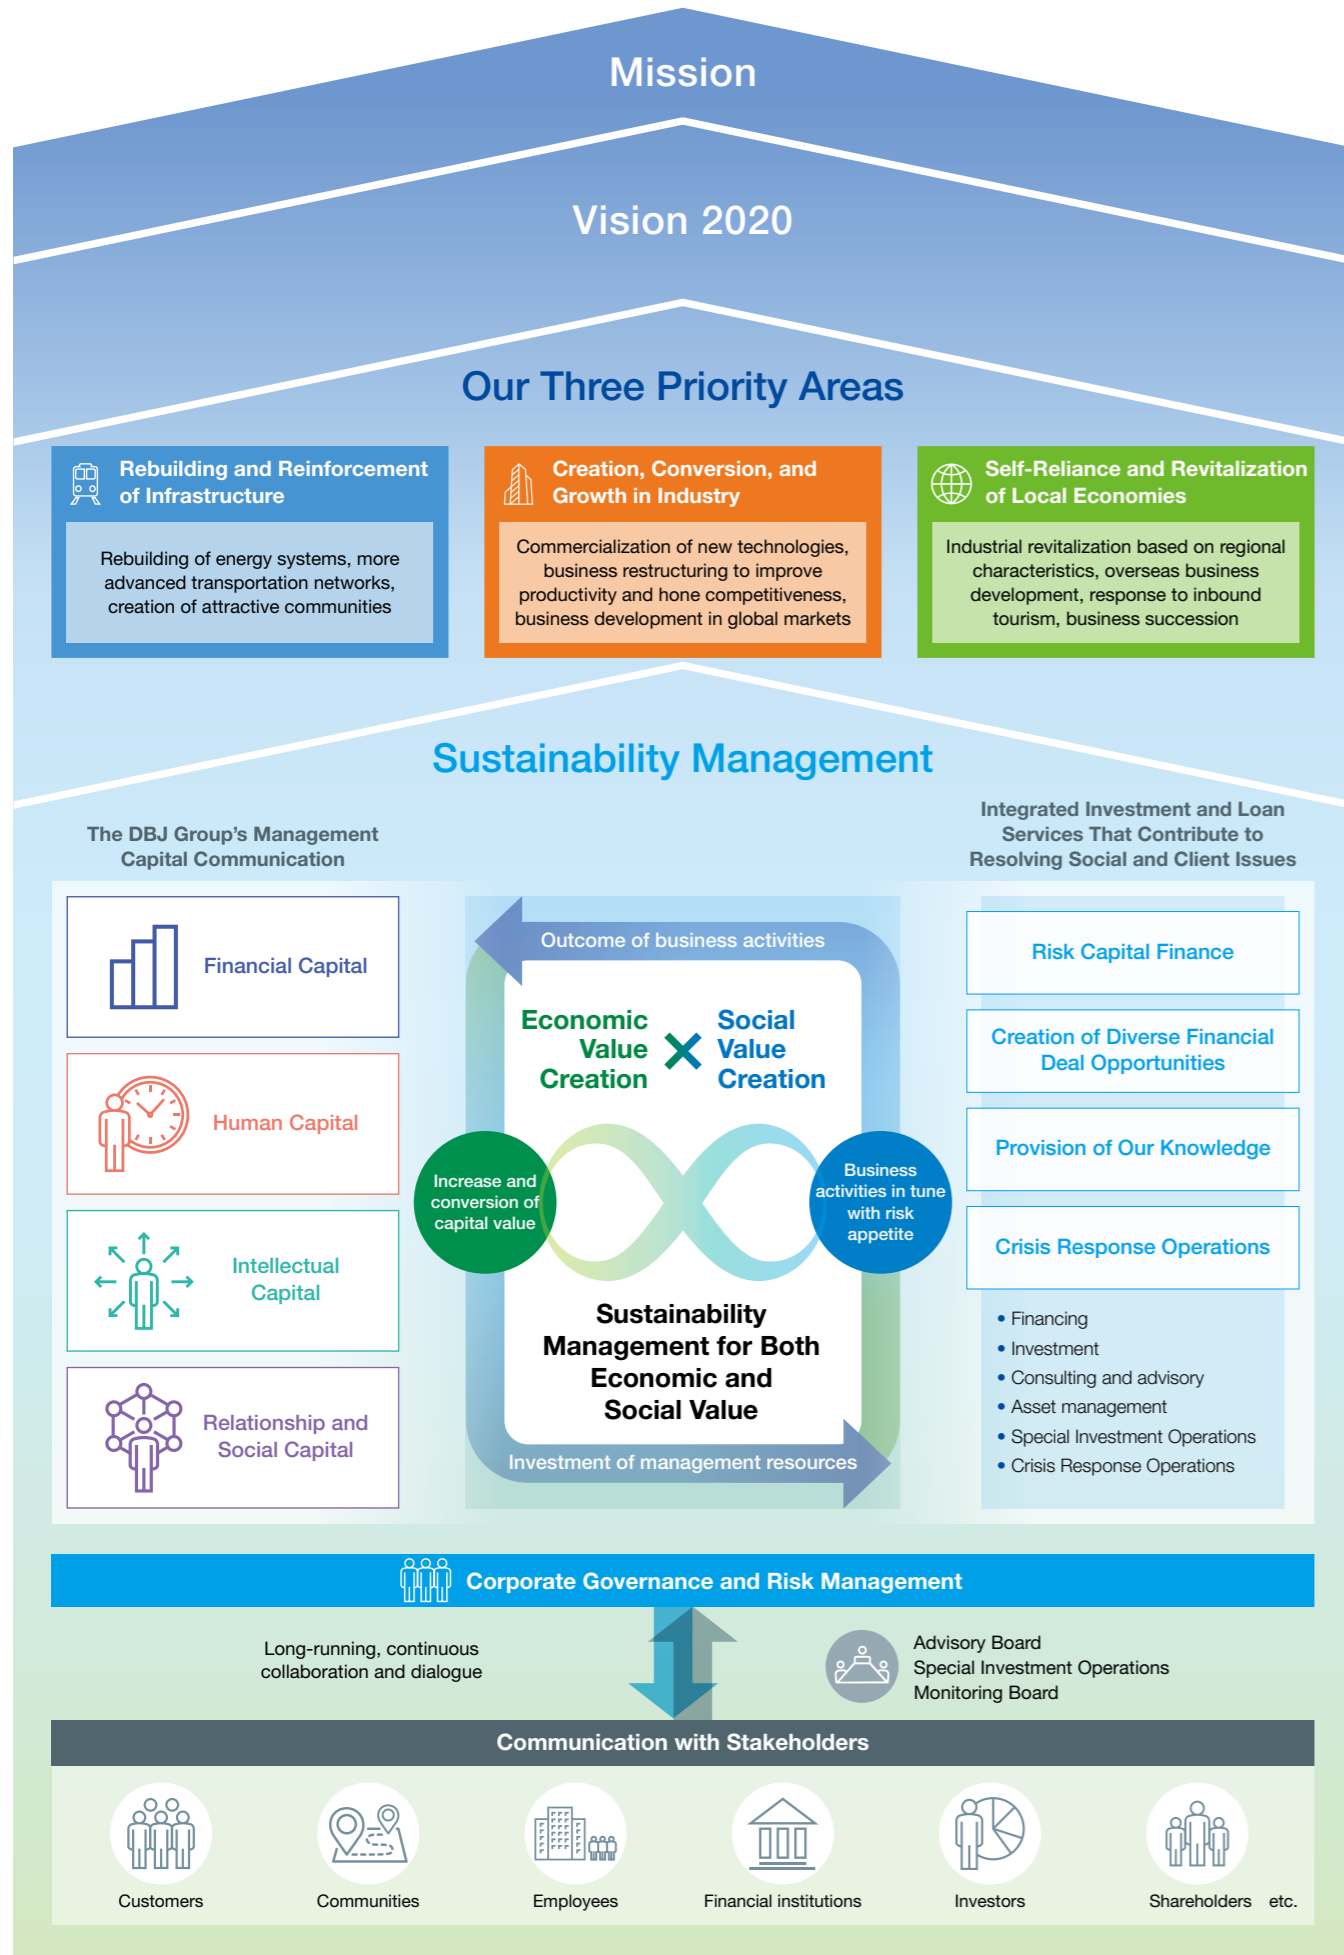 Mission
Vision 2020
Our Three Priority Areas
Rebuilding and Reinforcement
of Infrastructure
Rebuilding of energy systems, more
advanced transportation networks,
creation of attractive communities
Creation, Conversion, and
Growth in Industry
Commercialization of new technologies,
business restructuring to improve
productivity and hone competitiveness,
business development in global markets
Self-Reliance and Revitalization
of Local Economies
Industrial revitalization based on regional
characteristics, overseas business
development, response to inbound
tourism, business succession
Sustainability Management
The DBJ Group's Management
Capital Communication
Financial Capital
Human Capital
Intellectual
Capital
Relationship and
Social Capital
Outcome of business activities
Economic
Value
Creation
×
Social
Value
Creation
Increase and
conversion of
capital value
Business
activities in tune
with risk
appetite
Sustainability
Management for Both
Economic and
Social Value
Investment of management resources
Integrated Investment and Loan
Services That Contribute to
Resolving Social and Client Issues
Risk Capital Finance
Creation of Diverse Financial
Deal Opportunities
Provision of Our Knowledge
Crisis Response Operations
• Financing
• Investment
• Consulting and advisory
• Asset management
• Special Investment Operations
• Crisis Response Operations
Corporate Governance and Risk Management
Long-running, continuous
collaboration and dialogue
Advisory Board
Special Investment Operations
Monitoring Board
Communication with Stakeholders
Customers
Communities
Employees
Financial institutions
Investors
Shareholders etc.